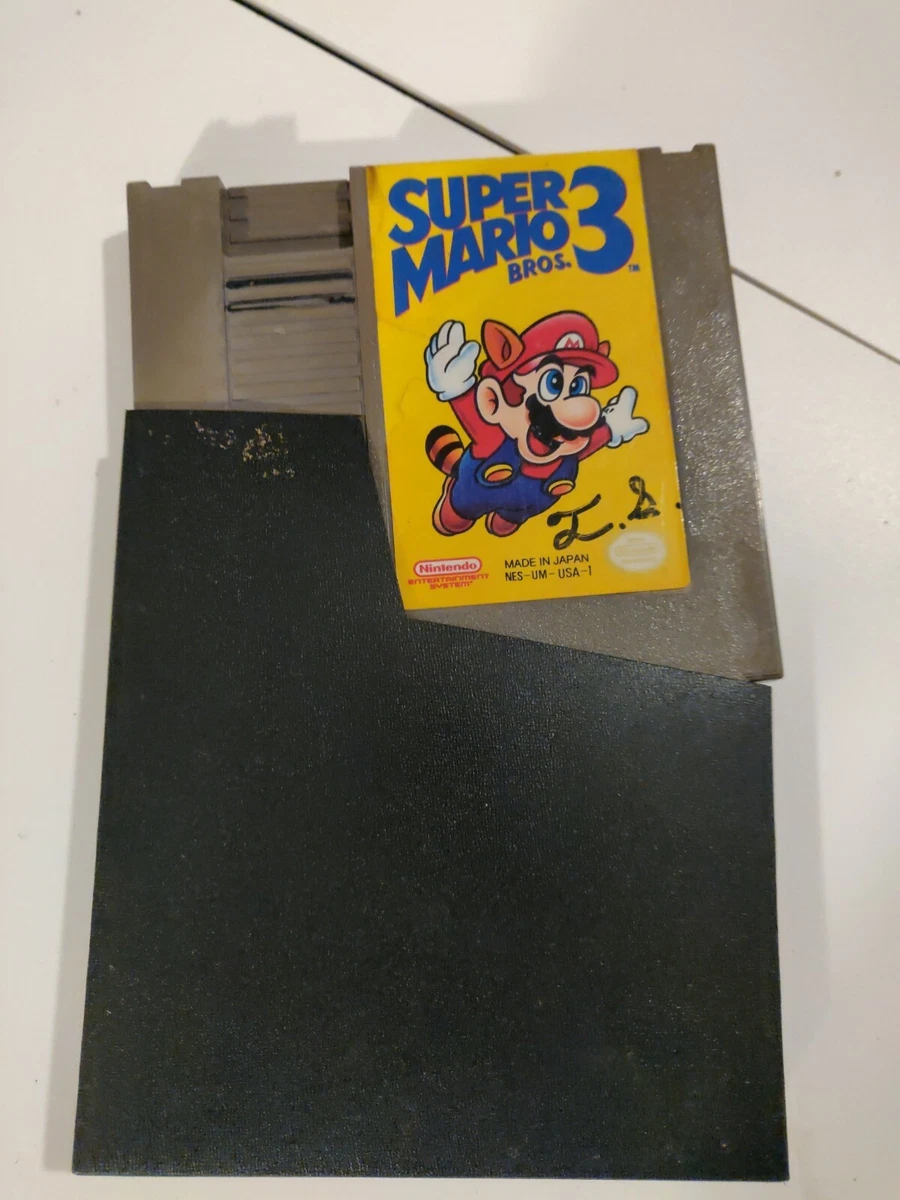 SUPER
MARIO 3
BROS. ™
M
I.S.
Nintendo
ENTERTAINMENT
SYSTEM®
MADE IN JAPAN
NES-UM-USA-1